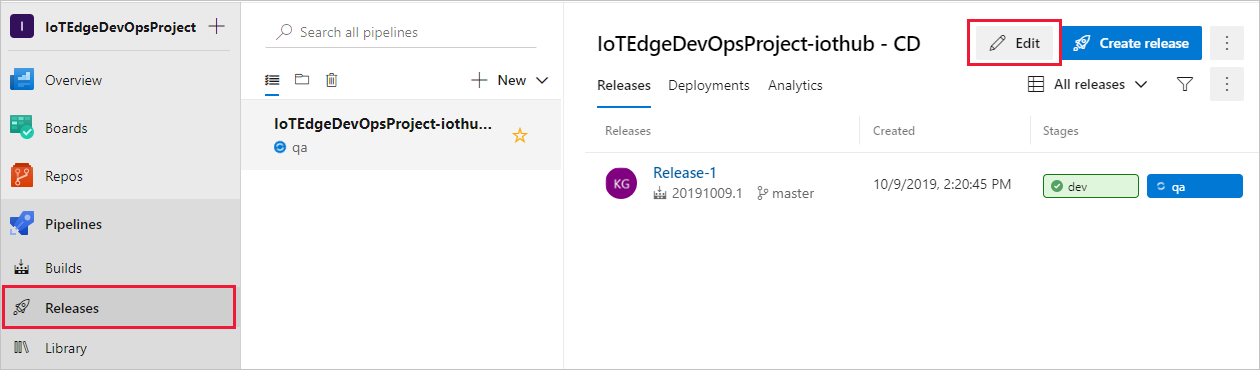 I IoTEdgeDevOpsProject
Overview
Boards
Repos
Pipelines
Builds
Releases
Library
Search all pipelines
New
IoTEdgeDevOpsProject-iothu...
qa
IoTEdgeDevOpsProject-iothub - CD
Edit
Create release
Releases Deployments Analytics
All releases
Releases Created Stages
KG
Release-1
20191009.1 master
10/9/2019, 2:20:45 PM
dev
qa